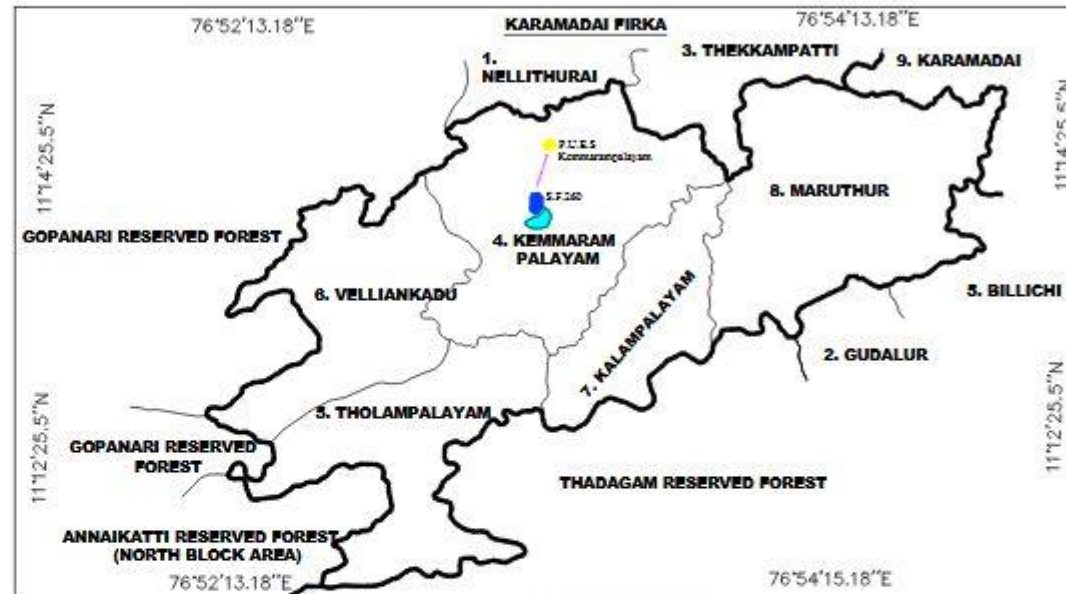 76°52'13.18"E
76°54'13.18"E
KARAMADAI FIRKA
1.
NELLITHURAI
3. THEKKAMPATTI
9. KARAMADAI
11°14'25.5"N
11°14'25.5"N
P.U.E.S
Kemmarampalayam
S.F.260
8. MARUTHUR
GOPANARI RESERVED FOREST
4. KEMMARAM
PALAYAM
6. VELLIANKADU
5. BILLICHI
7. KALAMPALAYAM
2. GUDALUR
5. THOLAMPALAYAM
11°12'25.5"N
11°12'25.5"N
GOPANARI RESERVED
FOREST
THADAGAM RESERVED FOREST
ANNAIKATTI RESERVED FOREST
(NORTH BLOCK AREA)
76°52'13.18"E
76°54'15.18"E